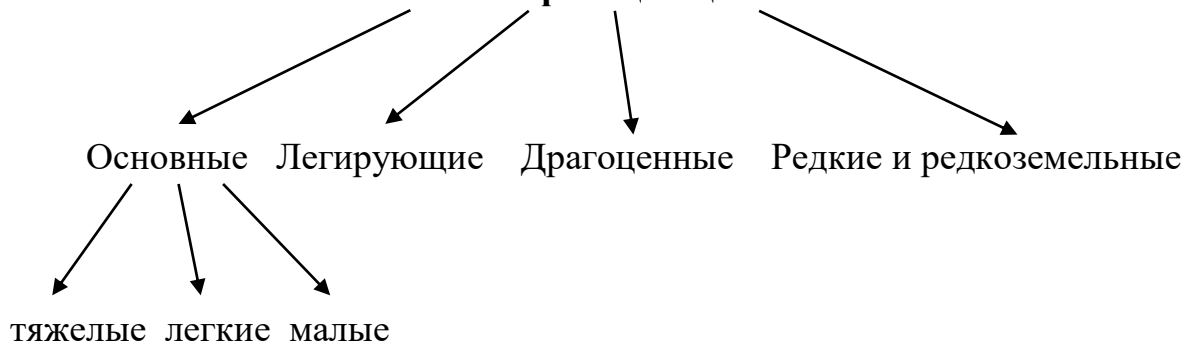 Основные Легирующие Драгоценные Редкие и редкоземельные
тяжелые легкие малые